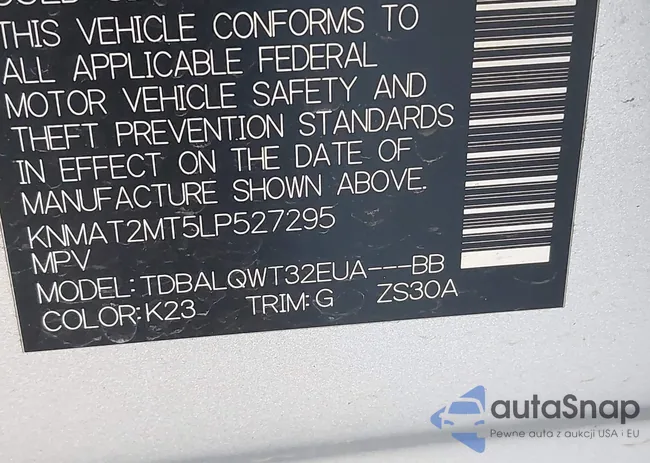 THIS VEHICLE CONFORMS TO
ALL APPLICABLE FEDERAL
MOTOR VEHICLE SAFETY AND
THEFT PREVENTION STANDARDS
IN EFFECT ON THE DATE OF
MANUFACTURE SHOWN ABOVE.
KNMAT2MT5LP527295
MPV
MODEL:TDBALQWT32EUA---BB
COLOR:K23 TRIM:G ZS30A
autaSnap
Pewne auta z aukcji USA i EU